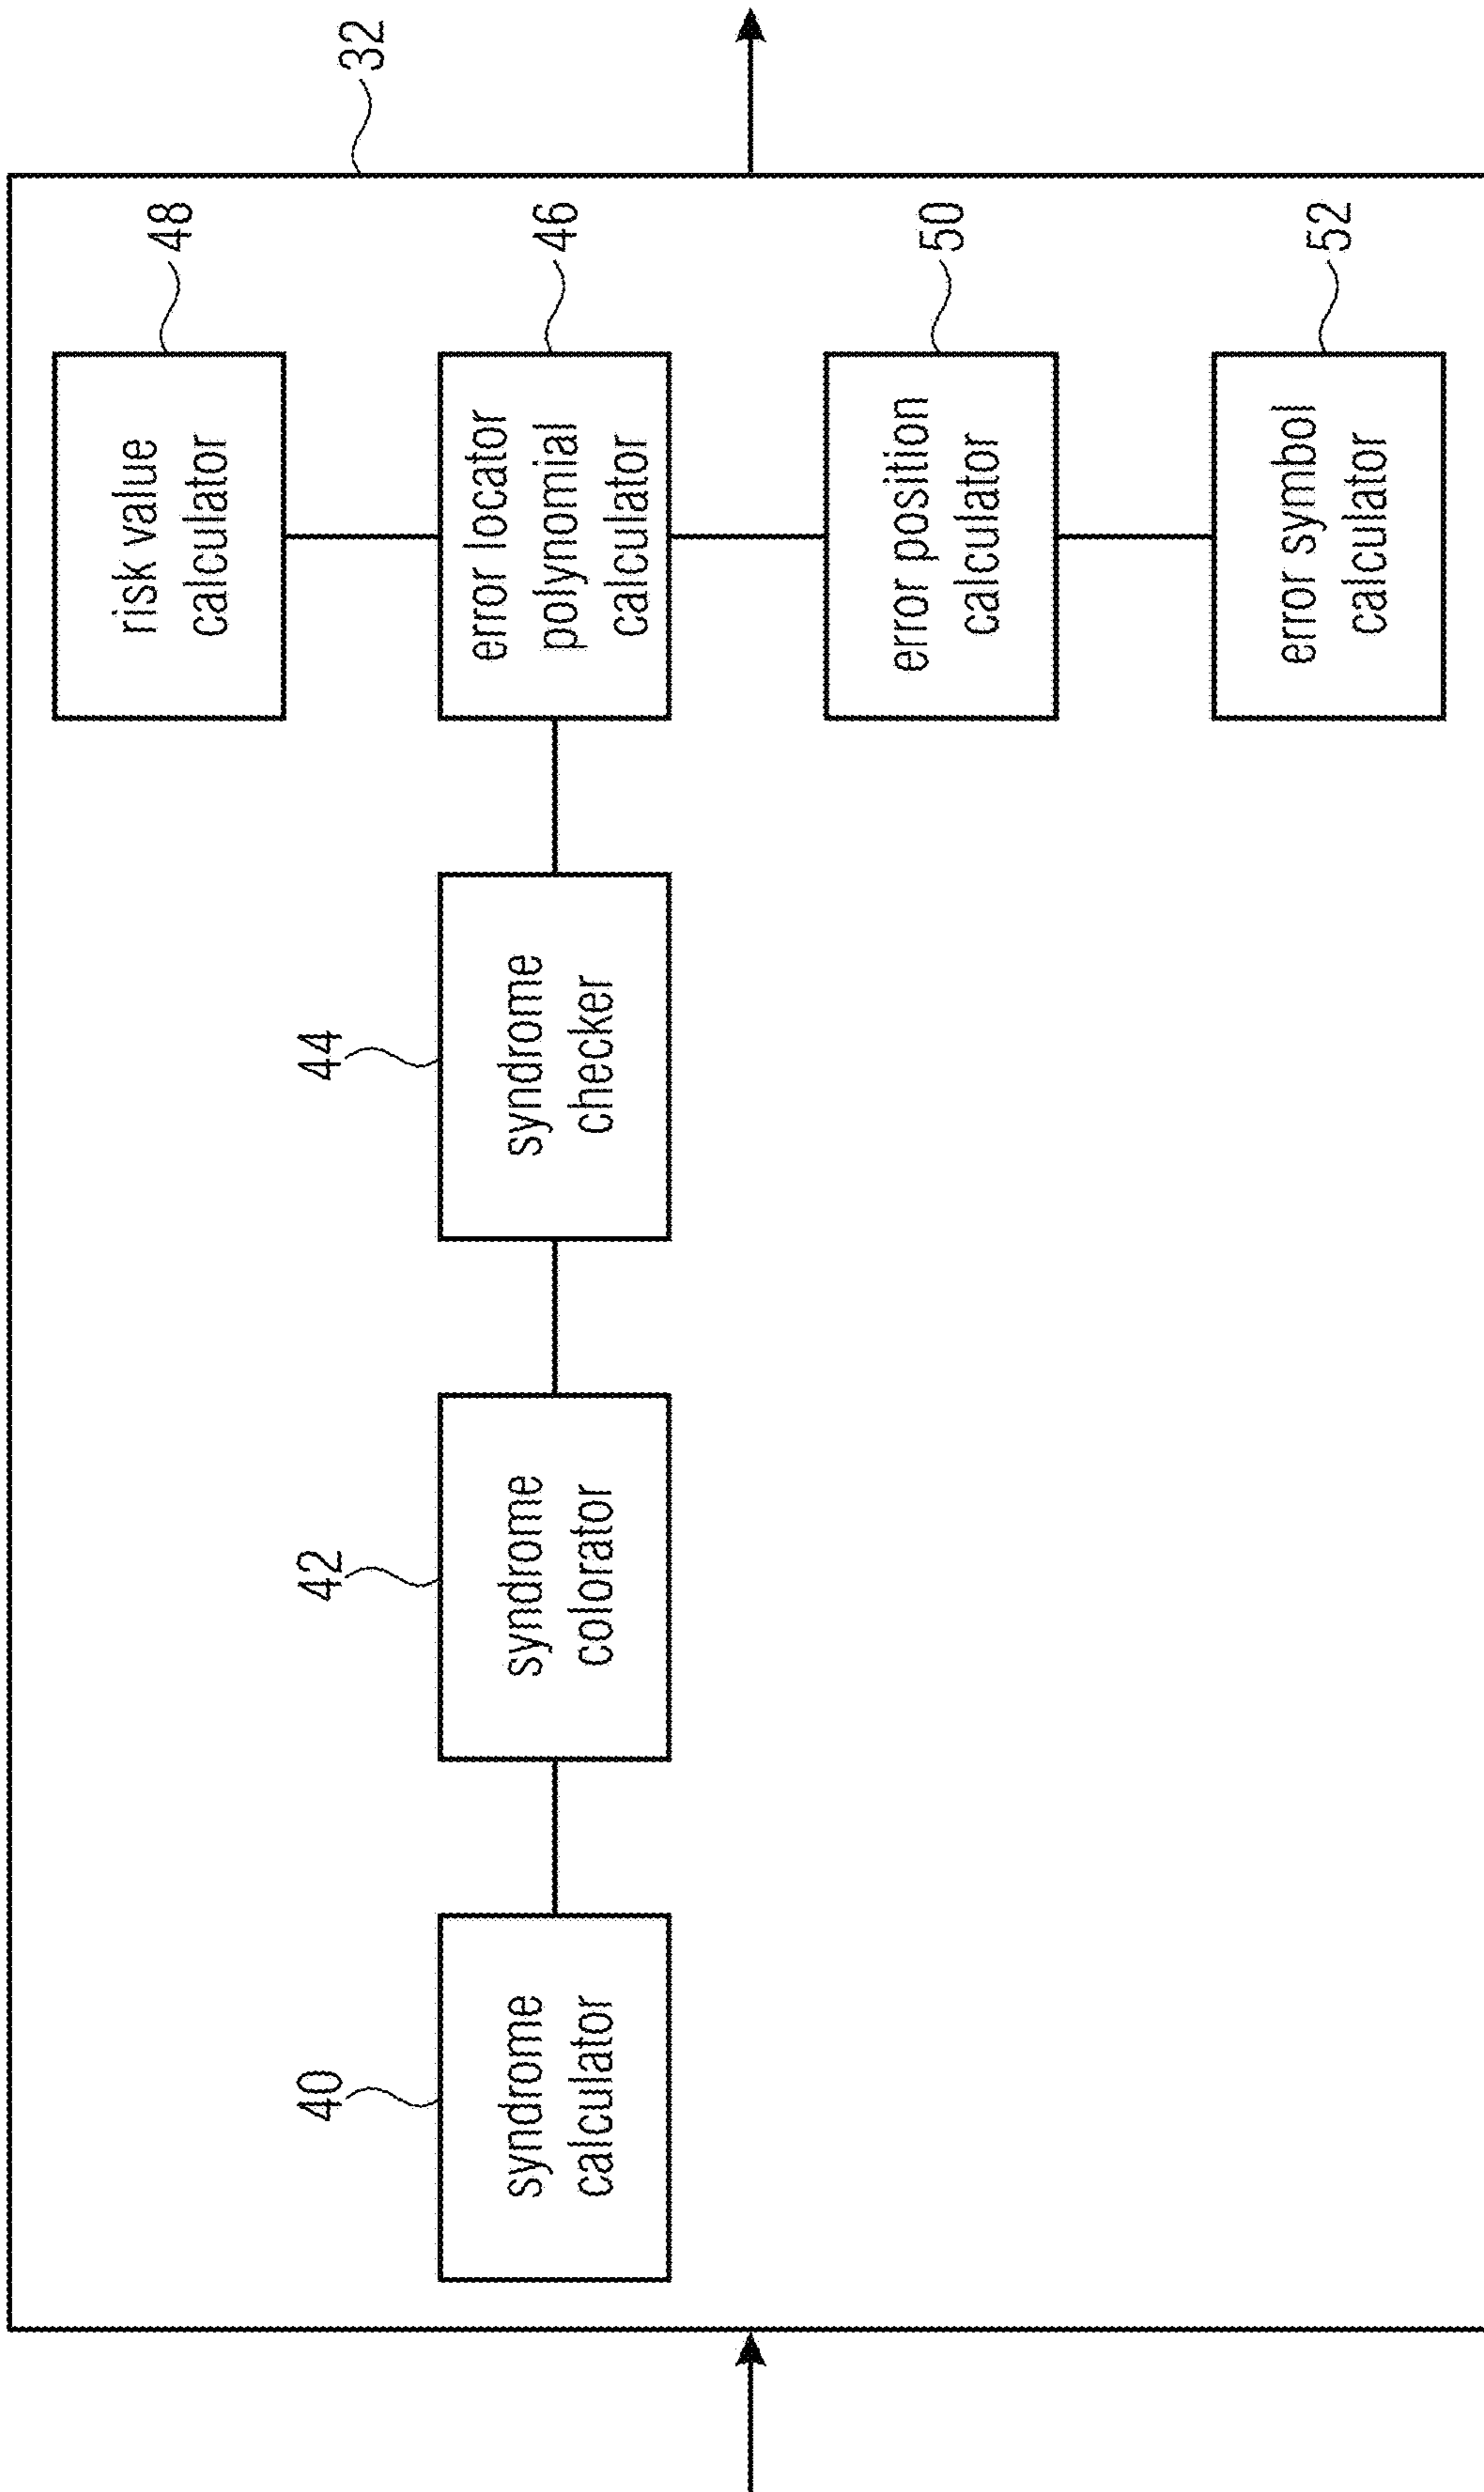 risk value
calculator
48
32
40
syndrome
calculator
42
syndrome
colorator
44
syndrome
checker
error locator
polynomial
calculator
46
error position
calculator
50
error symbol
calculator
52